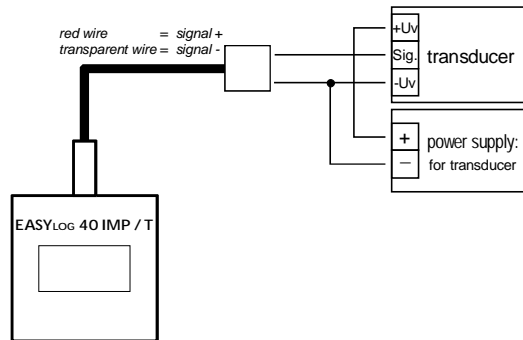 red wire = signal +
transparent wire = signal -
+Uv
Sig.
-Uv
transducer
+
−
power supply:
for transducer
EASYLOG 40 IMP / T